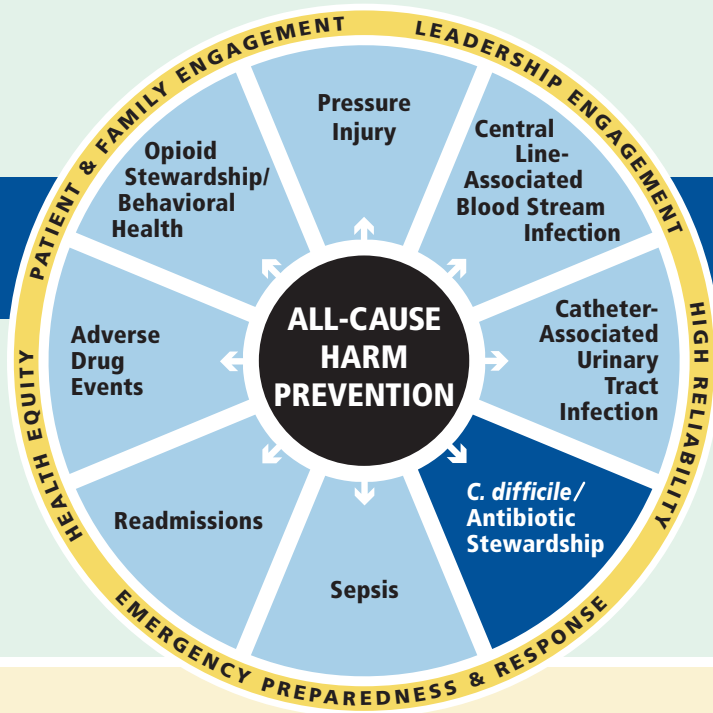 PATIENT & FAMILY ENGAGEMENT
LEADERSHIP ENGAGEMENT
HIGH RELIABILITY
EMERGENCY PREPAREDNESS & RESPONSE
HEALTH EQUITY
Pressure
Injury
Central
Line-
Associated
Blood Stream
Infection
Catheter-
Associated
Urinary
Tract
Infection
C. difficile/
Antibiotic
Stewardship
Sepsis
Readmissions
Adverse
Drug
Events
Opioid
Stewardship/
Behavioral
Health
ALL-CAUSE
HARM
PREVENTION